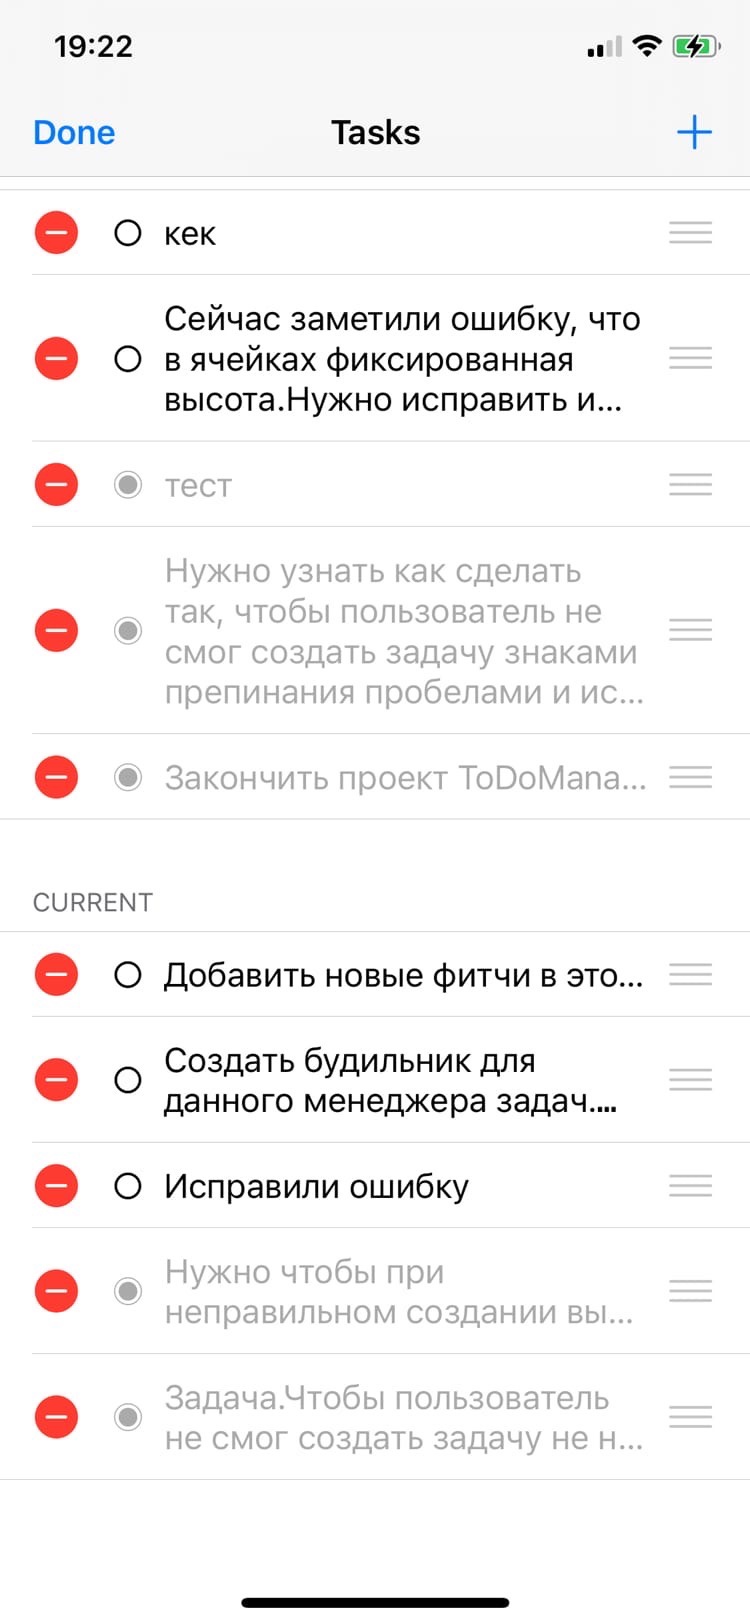 19:22
Done
Tasks
кек
Сейчас заметили ошибку, что
в ячейках фиксированная
высота.Нужно исправить и...
тест
Нужно узнать как сделать
так, чтобы пользователь не
смог создать задачу знаками
препинания пробелами и ис...
Закончить проект ToDoMana...
CURRENT
Добавить новые фитчи в это...
Создать будильник для
данного менеджера задач....
Исправили ошибку
Нужно чтобы при
неправильном создании вы...
Задача.Чтобы пользователь
не смог создать задачу не н...